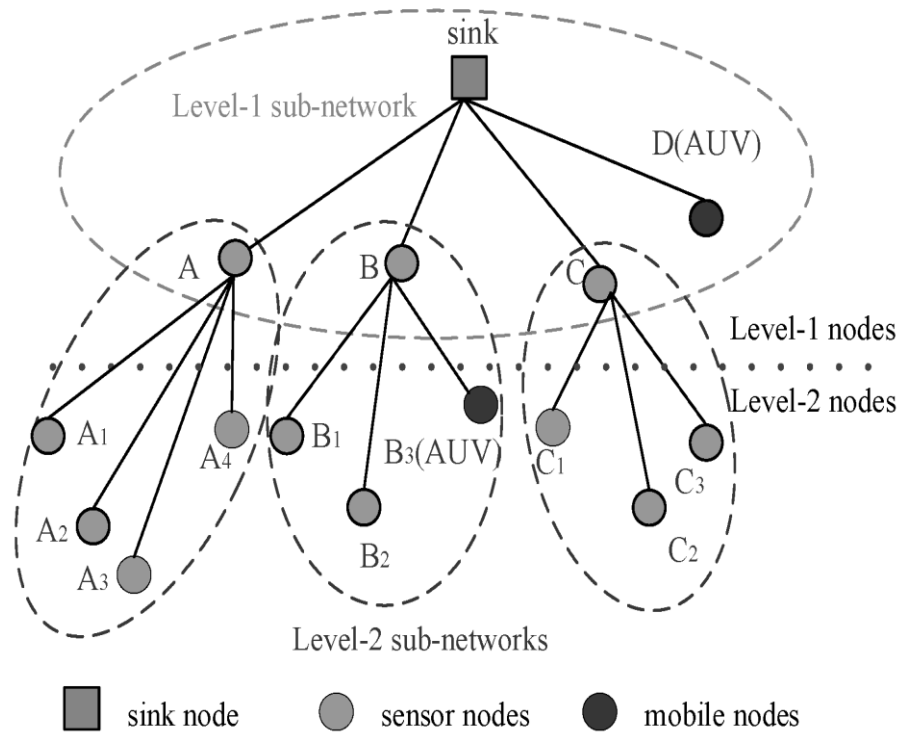 sink
Level-1 sub-network
D(AUV)
A
B
C
Level-1 nodes
Level-2 nodes
A1
A4
B1
B3(AUV)
C1
C3
A2
A3
B2
C2
Level-2 sub-networks
sink node
sensor nodes
mobile nodes